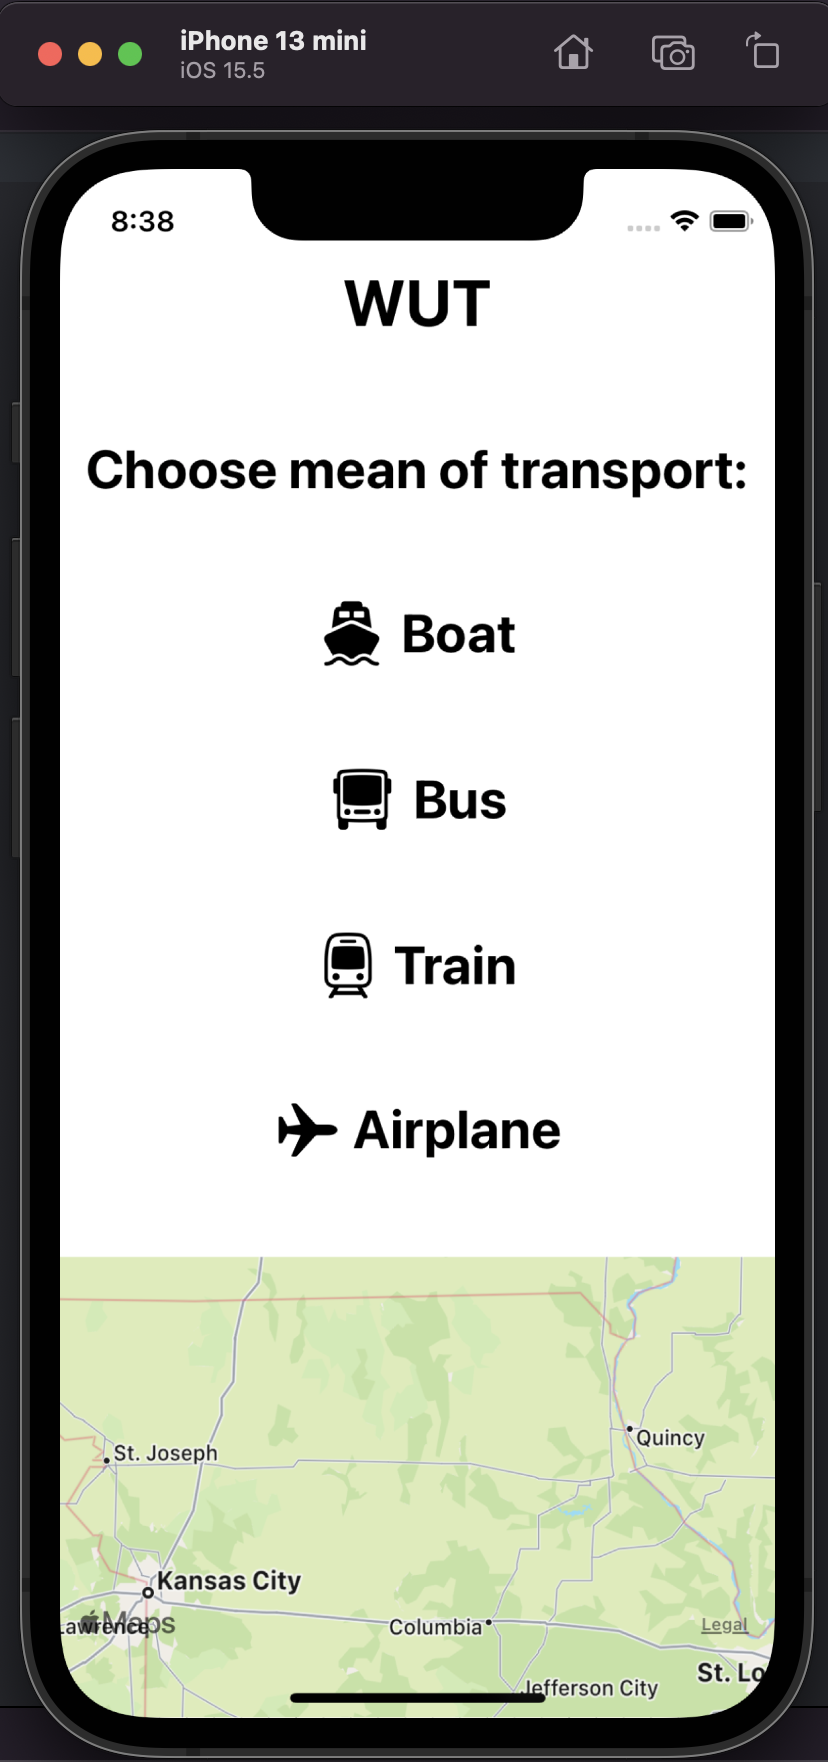 iPhone 13 mini
iOS 15.5
8:38
WUT
Choose mean of transport:
Boat
Bus
Train
Airplane
Quincy
St. Joseph
Kansas City
Lawrence
Maps
Columbia
Legal
St. Lo
Jefferson City